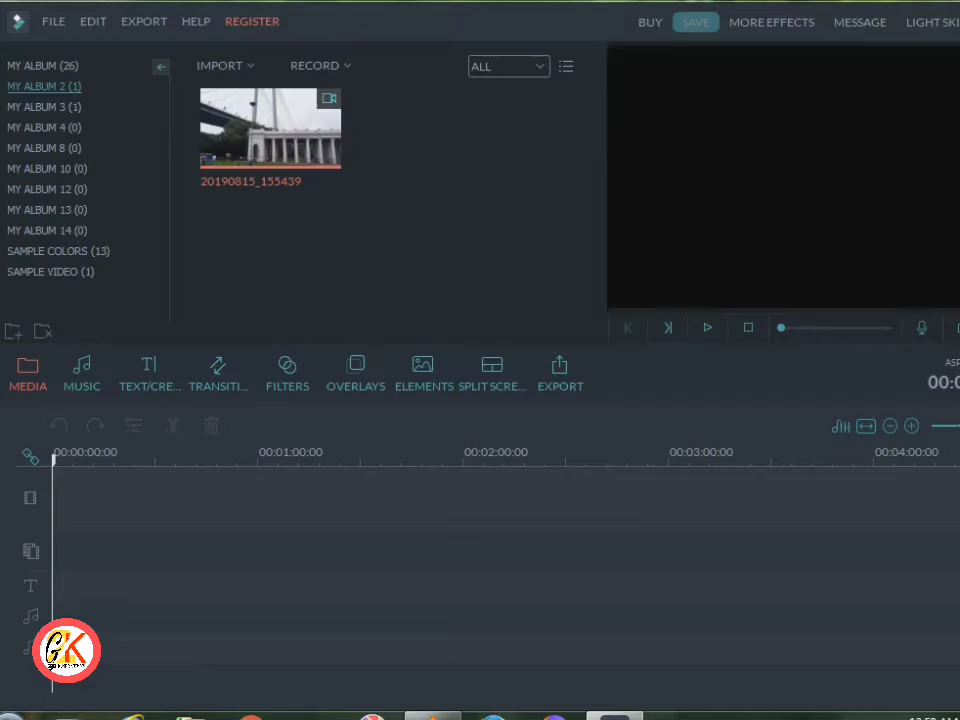 FILE EDIT EXPORT HELP REGISTER BUY SAVE MORE EFFECTS MESSAGE LIGHT SKI
MY ALBUM (26)
MY ALBUM 2 (1)
MY ALBUM 3 (1)
MY ALBUM 4 (0)
MY ALBUM 8 (0)
MY ALBUM 10 (0)
MY ALBUM 12 (0)
MY ALBUM 13 (0)
MY ALBUM 14 (0)
SAMPLE COLORS (13)
SAMPLE VIDEO (1)
IMPORT RECORD ALL
20190815_155439
MEDIA MUSIC TEXT/CRE... TRANSITI... FILTERS OVERLAYS ELEMENTS SPLIT SCRE... EXPORT
ASP
00:0
00:00:00:00 00:01:00:00 00:02:00:00 00:03:00:00 00:04:00:00
GK